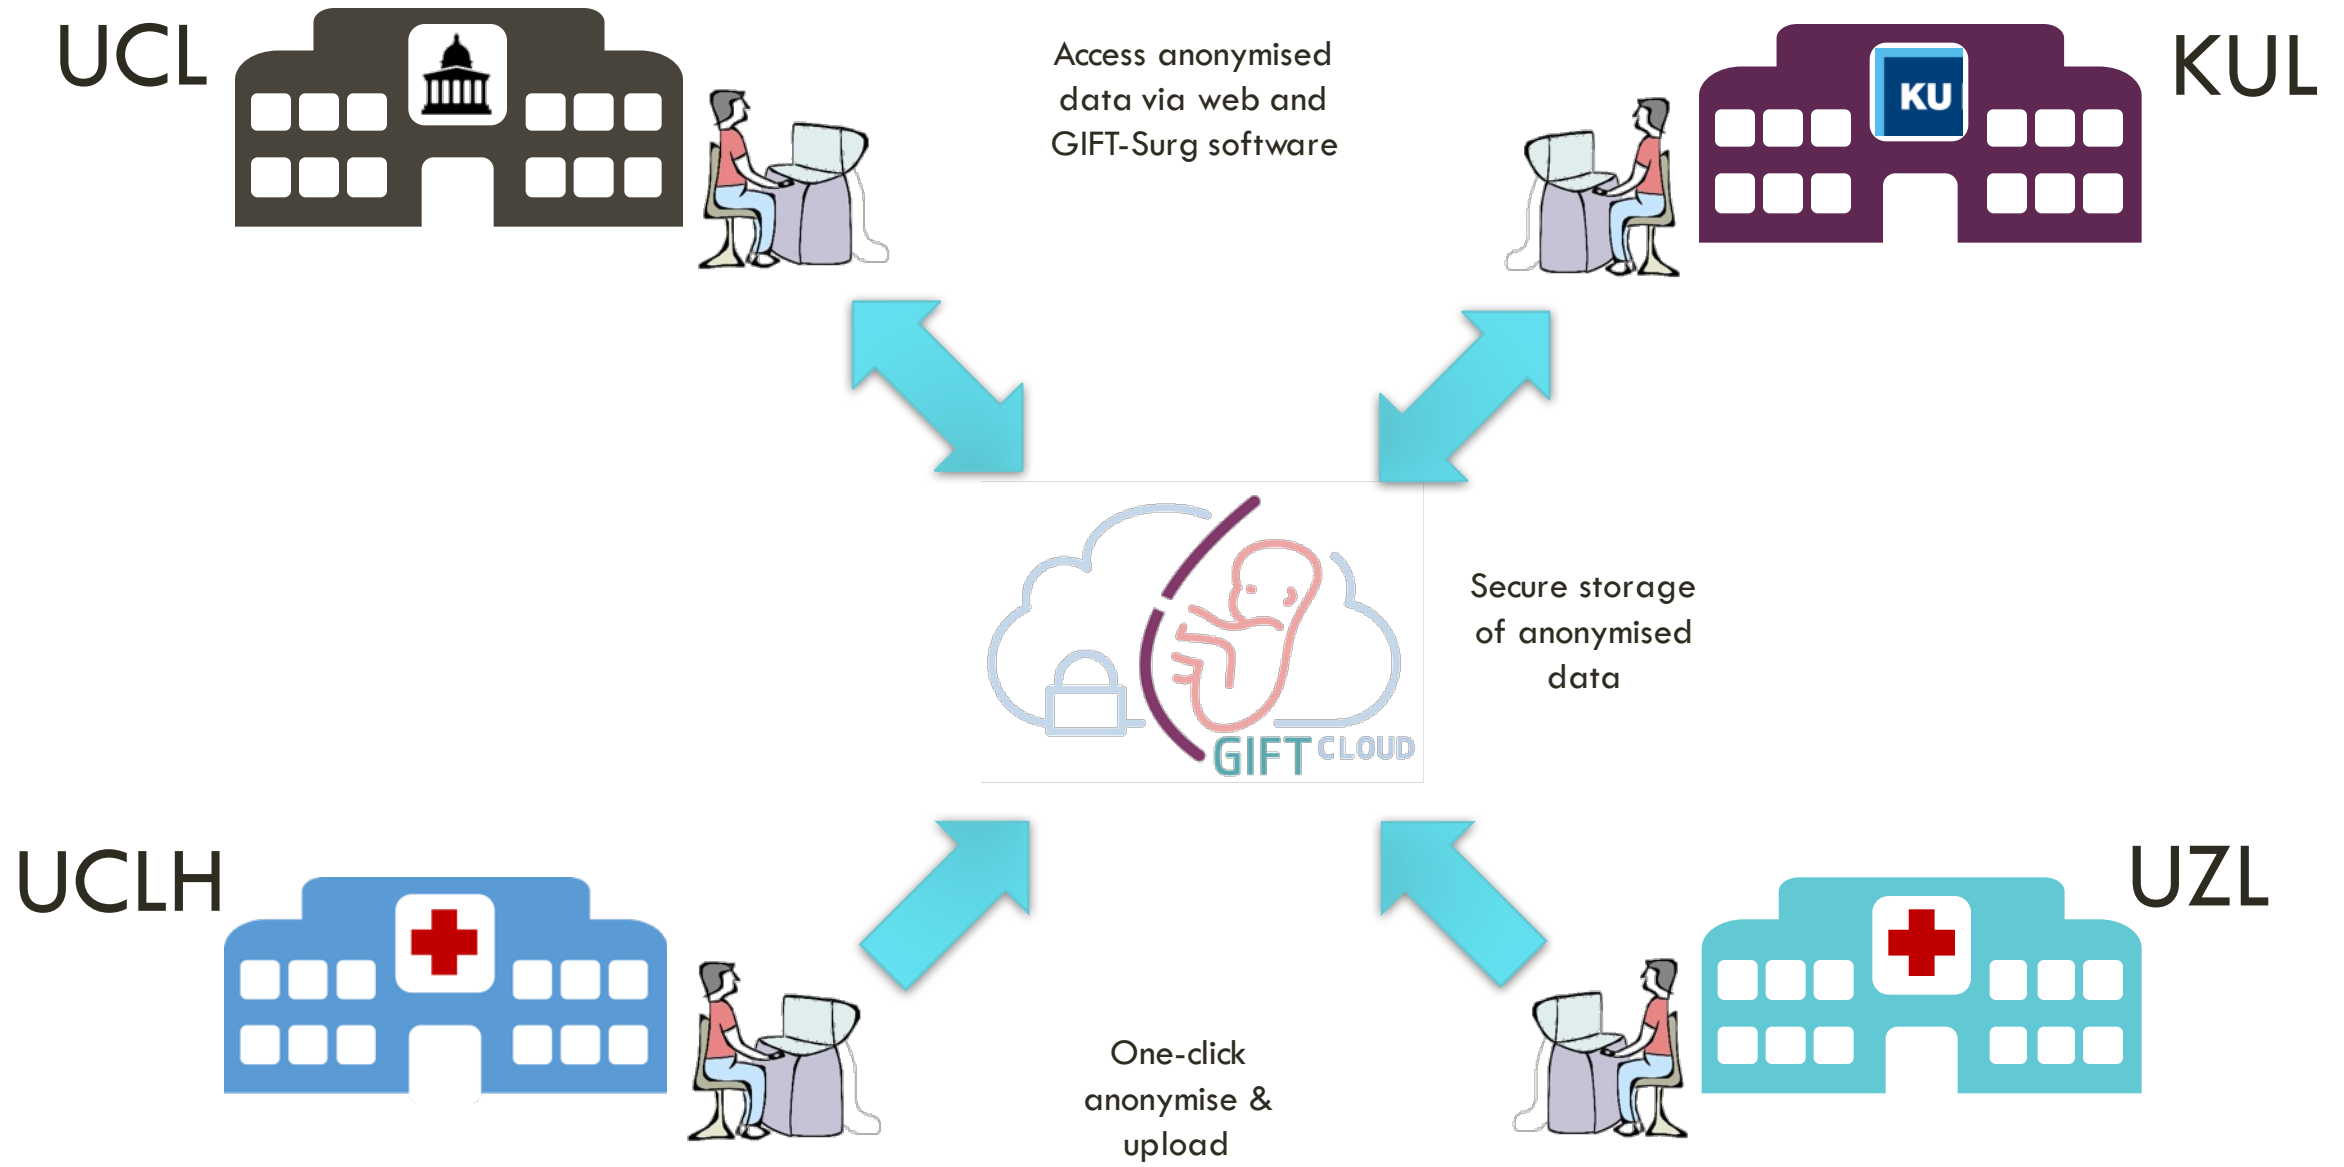 UCL
Access anonymised
data via web and
GIFT-Surg software
KU
KUL
Secure storage
of anonymised
data
GIFT CLOUD
UCLH
One-click
anonymise &
upload
UZL